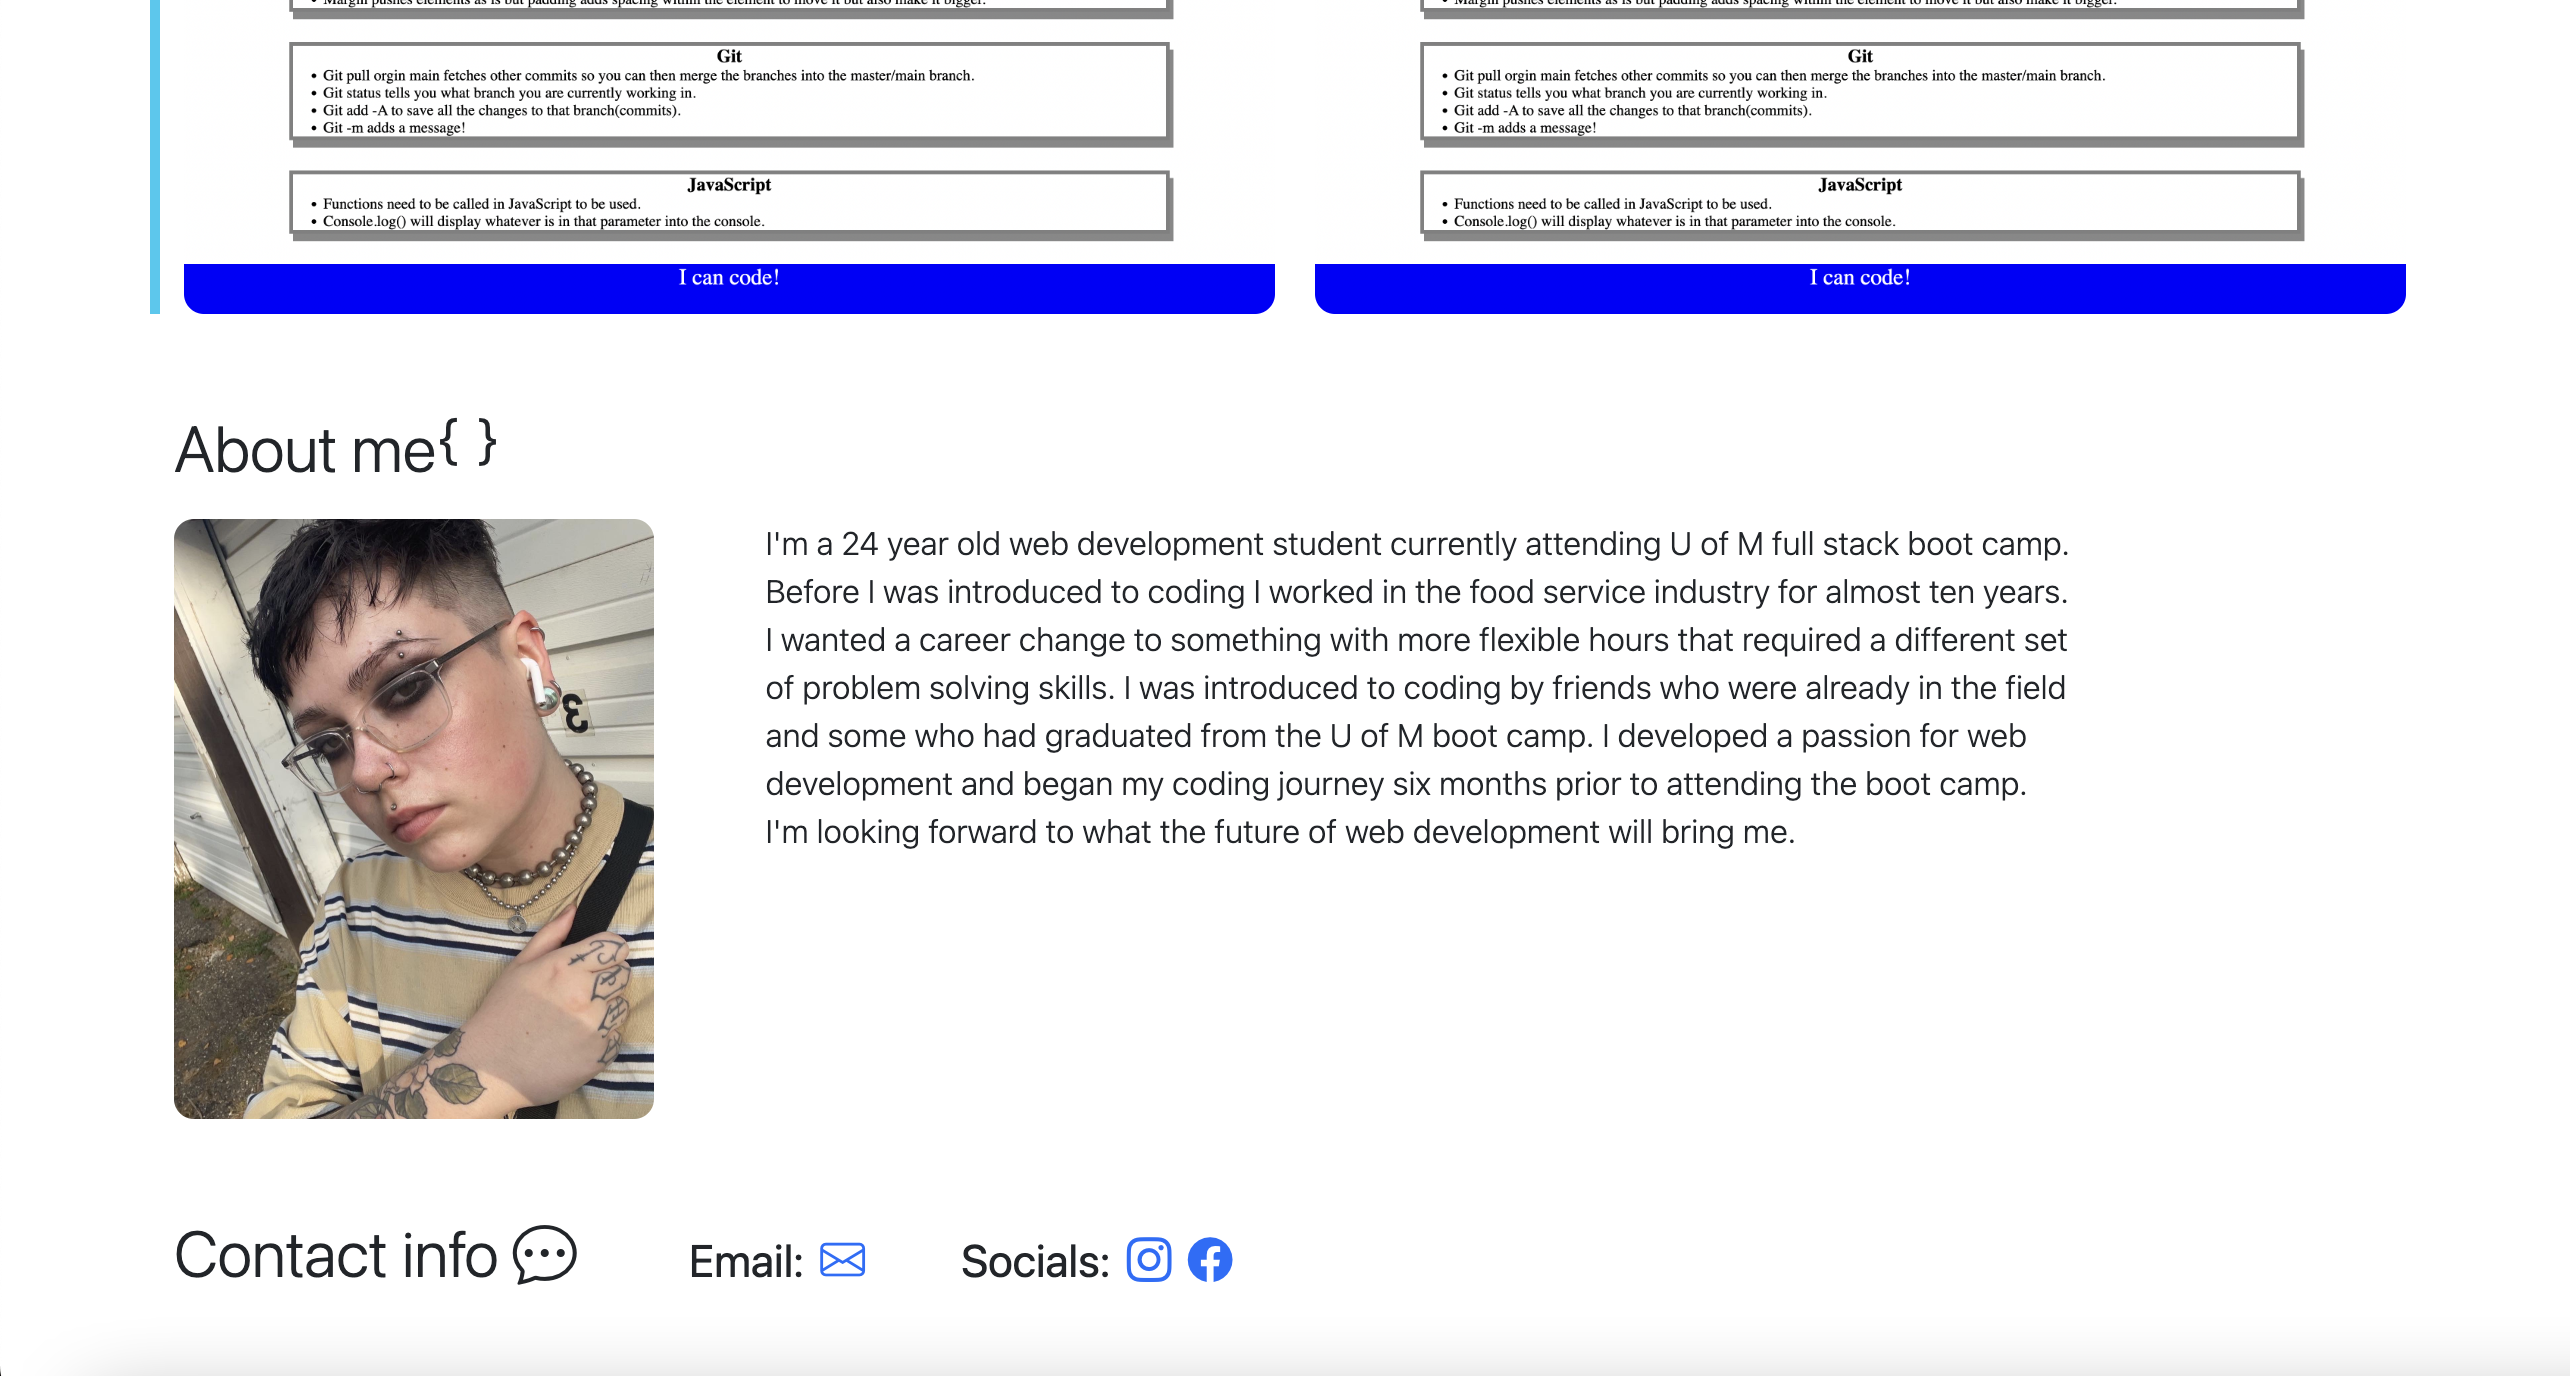 Margin pushes elements as is but padding adds spacing within the element to move it but also make it bigger.
Git
• Git pull orgin main fetches other commits so you can then merge the branches into the master/main branch.
• Git status tells you what branch you are currently working in.
• Git add -A to save all the changes to that branch(commits).
• Git -m adds a message!
JavaScript
• Functions need to be called in JavaScript to be used.
• Console.log() will display whatever is in that parameter into the console.
I can code!
Margin pushes elements as is but padding adds spacing within the element to move it but also make it bigger.
Git
• Git pull orgin main fetches other commits so you can then merge the branches into the master/main branch.
• Git status tells you what branch you are currently working in.
• Git add -A to save all the changes to that branch(commits).
• Git -m adds a message!
JavaScript
• Functions need to be called in JavaScript to be used.
• Console.log() will display whatever is in that parameter into the console.
I can code!
About me{ }
I'm a 24 year old web development student currently attending U of M full stack boot camp.
Before I was introduced to coding I worked in the food service industry for almost ten years.
I wanted a career change to something with more flexible hours that required a different set
of problem solving skills. I was introduced to coding by friends who were already in the field
and some who had graduated from the U of M boot camp. I developed a passion for web
development and began my coding journey six months prior to attending the boot camp.
I'm looking forward to what the future of web development will bring me.
Contact info
Email:
Socials: